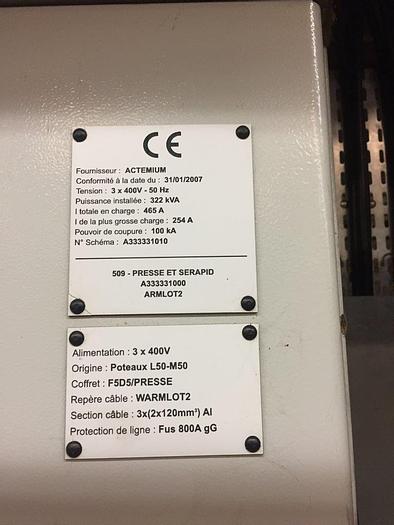 CE
Fournisseur : ACTEMIUM
Conformité à la date du : 31/01/2007
Tension : 3 x 400V - 50 Hz
Puissance installée : 322 kVA
I totale en charge : 465 A
I de la plus grosse charge : 254 A
Pouvoir de coupure : 100 kA
N° Schéma : A333331010
509 - PRESSE ET SERAPID
A333331000
ARMLOT2
Alimentation : 3 x 400V
Origine : Poteaux L50-M50
Coffret : F5D5/PRESSE
Repère câble : WARMLOT2
Section câble : 3x(2x120mm²) Al
Protection de ligne : Fus 800A gG